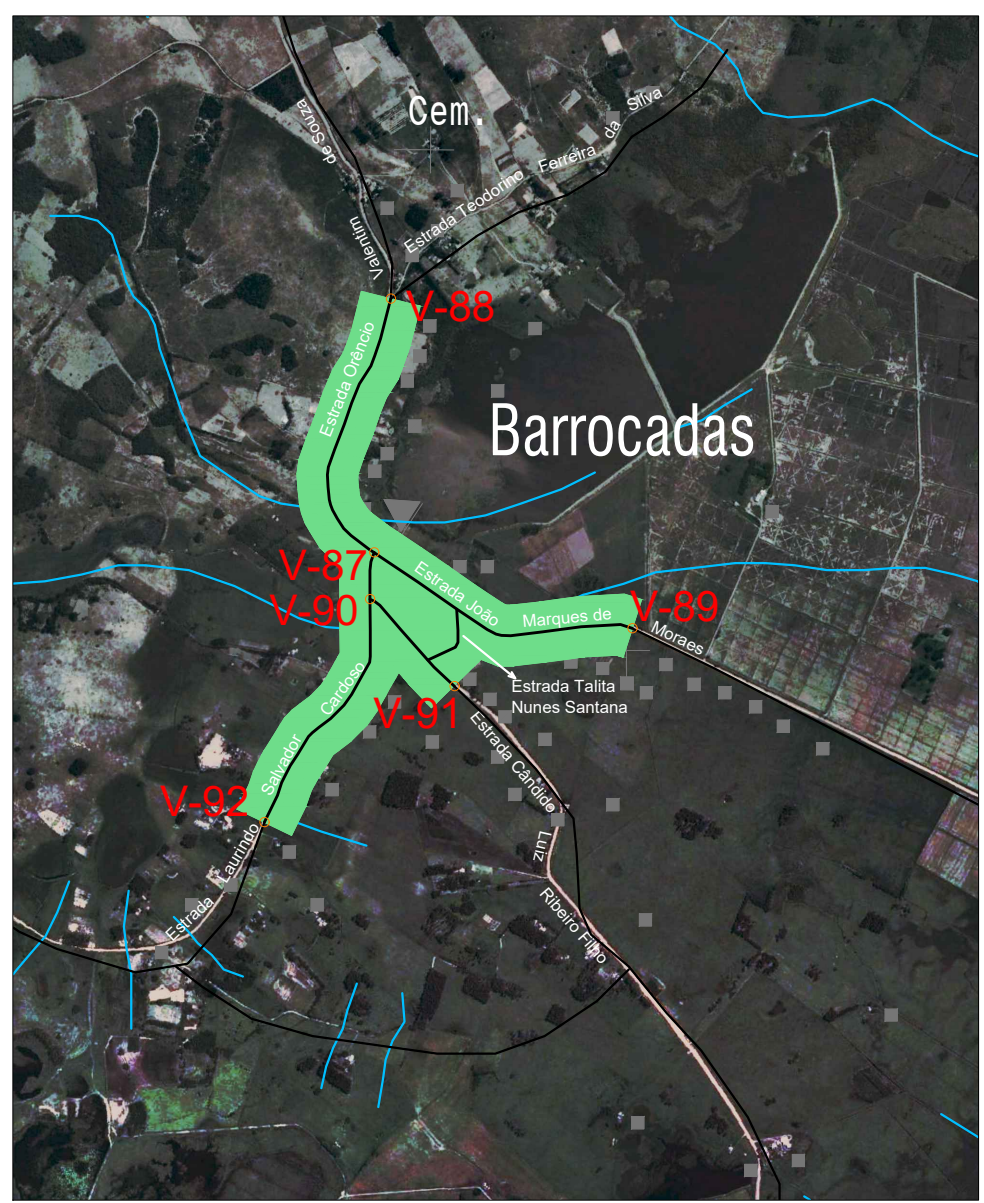 Cem.
de Souza
Valentim
Estrada Teodorino Ferreira da Silva
V-88
Estrada Orêncio
Barrocadas
V-87
Estrada João
Marques de
V-89
Moraes
V-90
Estrada Talita
Nunes Santana
Cardoso
V-91
Estrada Cândido
Salvador
V-92
Luiz
Laurindo
Ribeiro Filho
Estrada